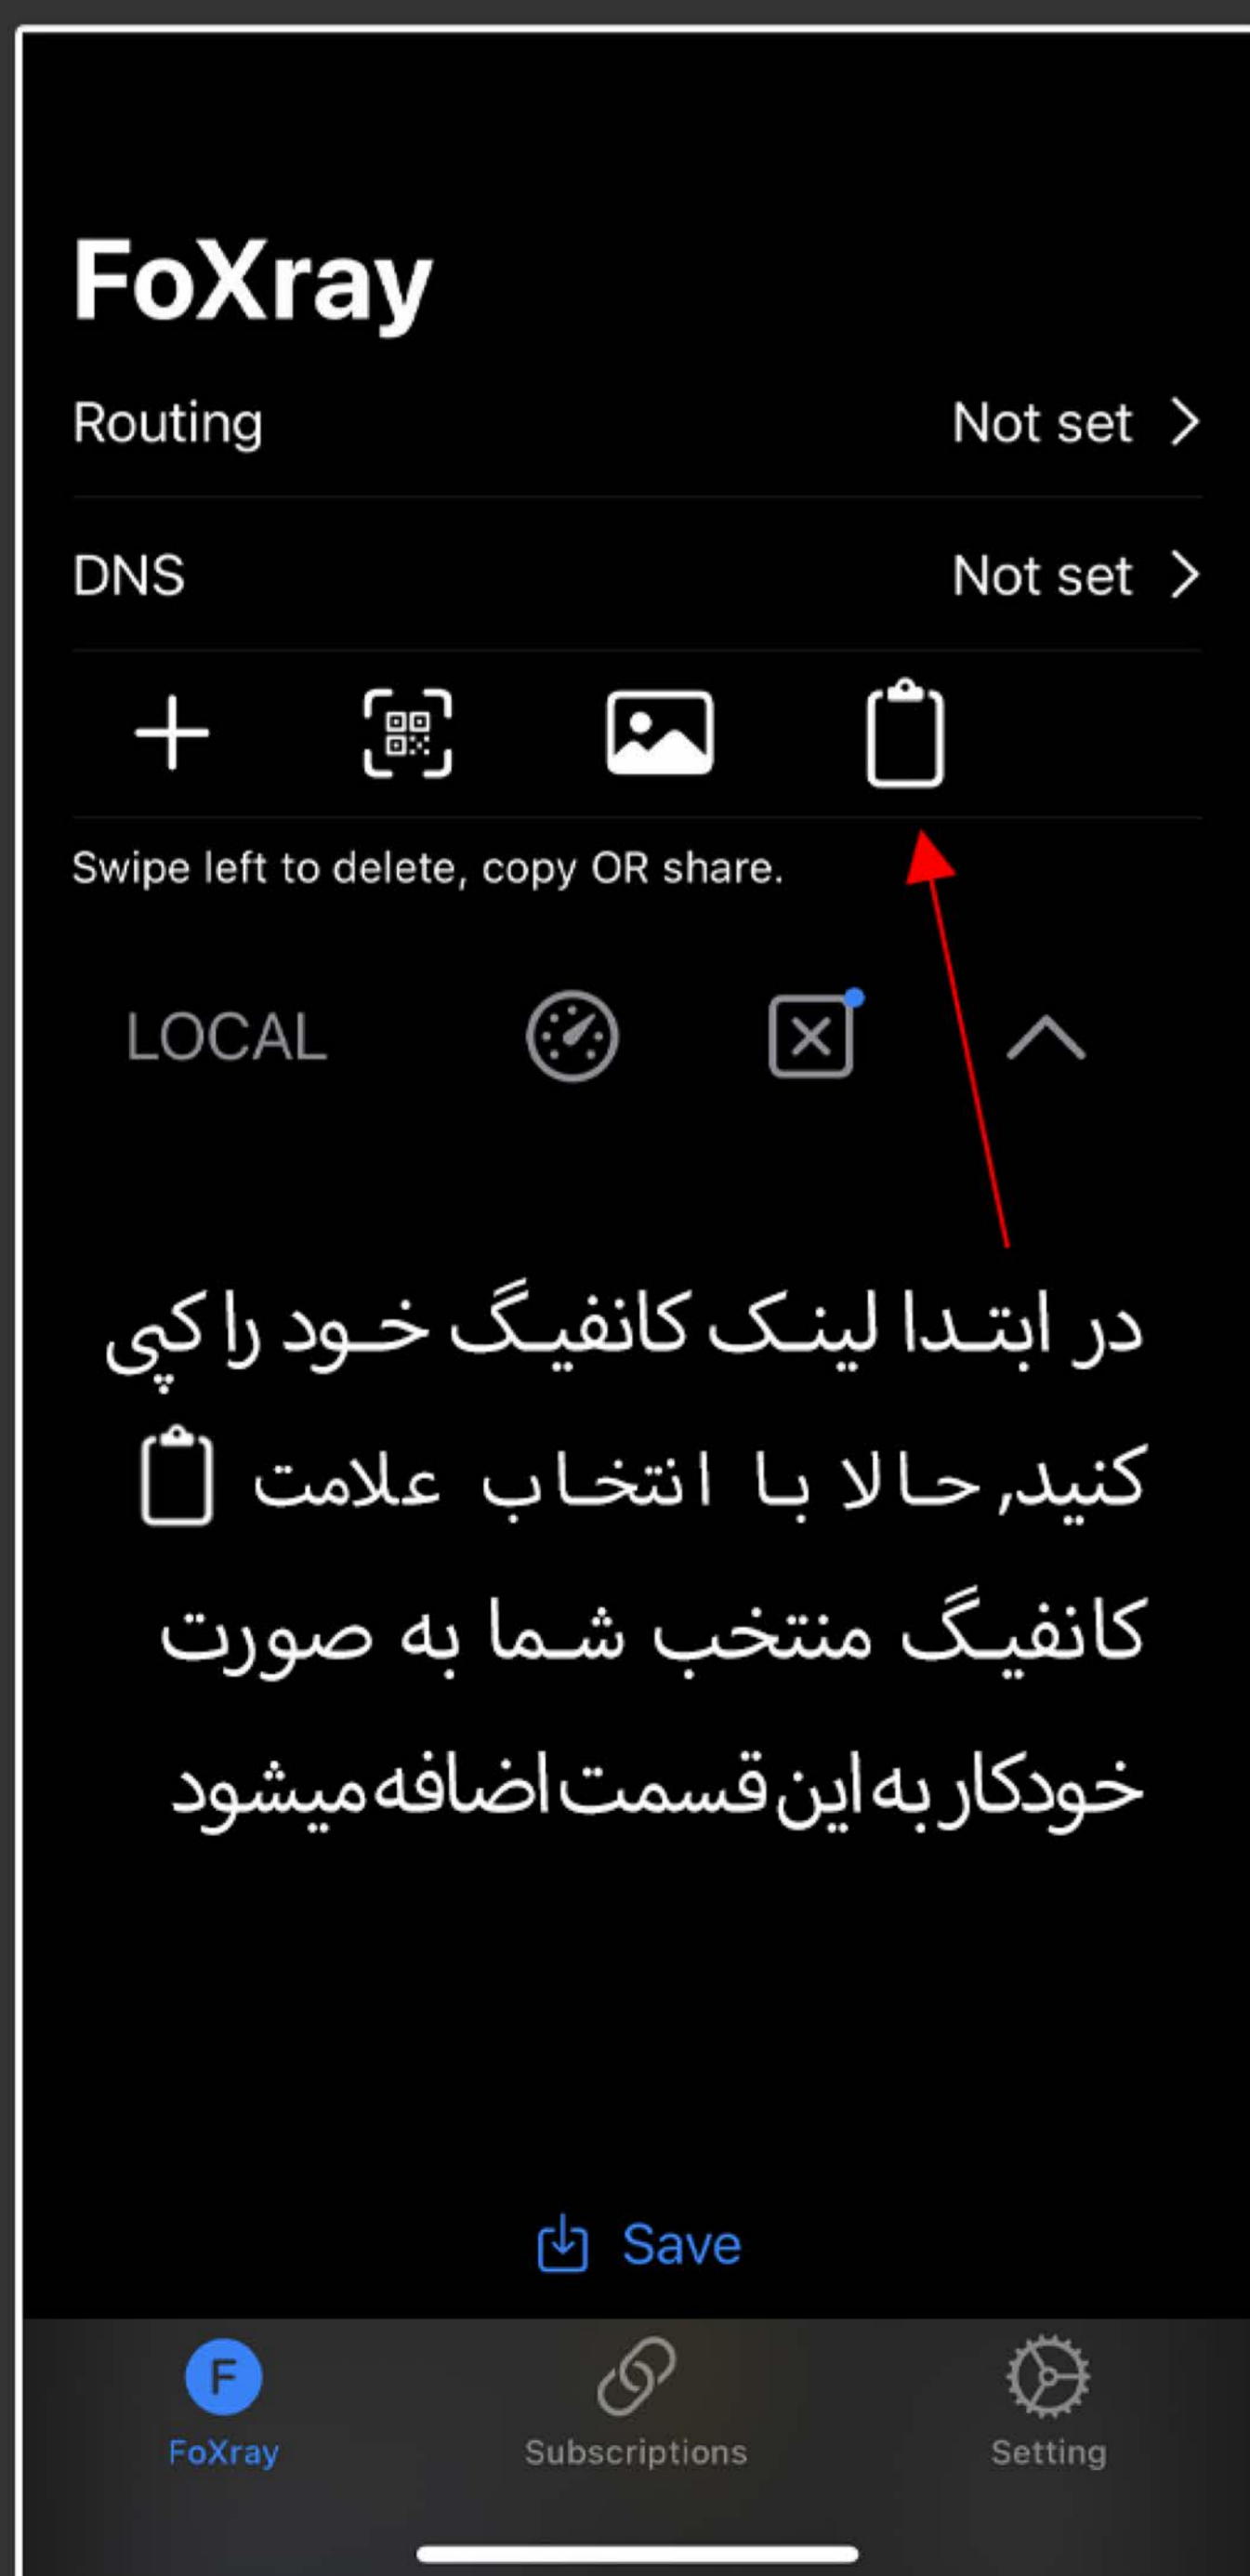 FoXray
Routing Not set
DNS Not set
Swipe left to delete, copy OR share.
LOCAL
در ابتدا لینک کانفیگ خود را کپی
کنید, حالا با انتخاب علامت
کانفیگ منتخب شما به صورت
خودکار به این قسمت اضافه میشود
Save
F
FoXray Subscriptions Setting